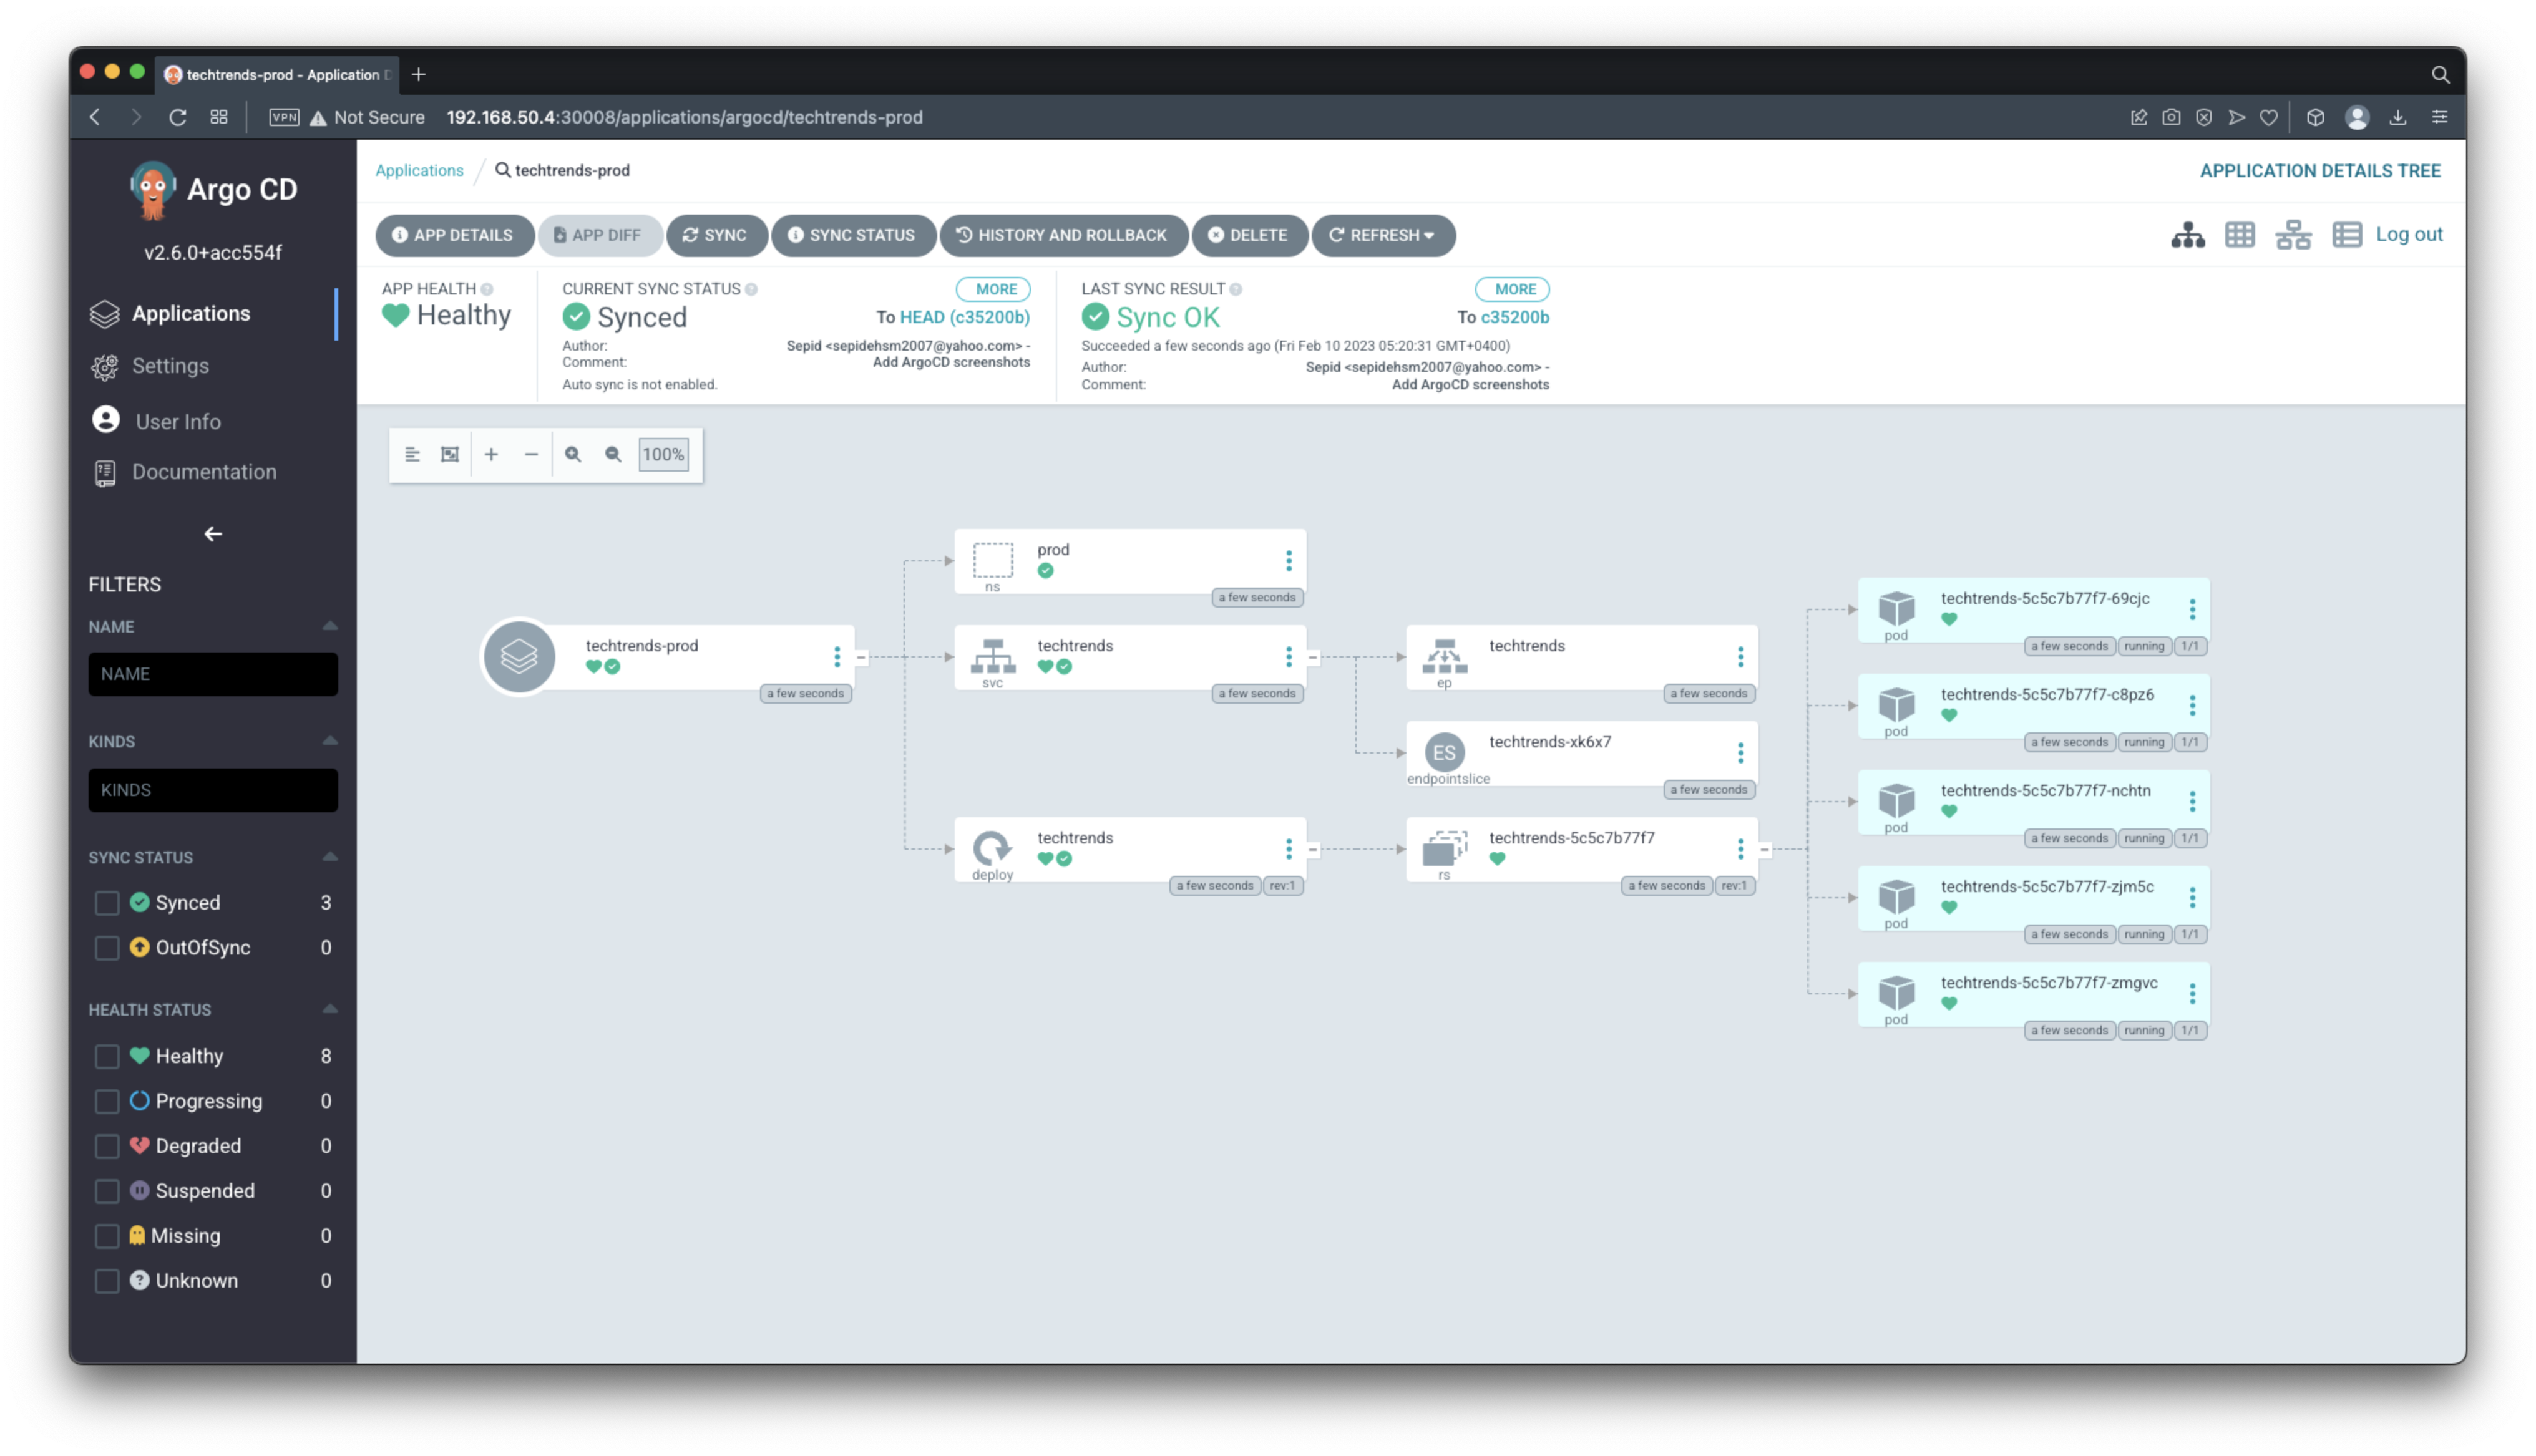 techtrends-prod - Application D
VPN Not Secure 192.168.50.4:30008/applications/argocd/techtrends-prod
Argo CD
v2.6.0+acc554f
Applications
Settings
User Info
Documentation
FILTERS
NAME
NAME
KINDS
KINDS
SYNC STATUS
Synced 3
OutOfSync 0
HEALTH STATUS
Healthy 8
Progressing 0
Degraded 0
Suspended 0
Missing 0
Unknown 0
Applications / techtrends-prod
APPLICATION DETAILS TREE
APP DETAILS APP DIFF SYNC SYNC STATUS HISTORY AND ROLLBACK DELETE REFRESH
Log out
APP HEALTH
Healthy
CURRENT SYNC STATUS MORE
Synced To HEAD (c35200b)
Author: Sepid <sepidehsm2007@yahoo.com> -
Comment: Add ArgoCD screenshots
Auto sync is not enabled.
LAST SYNC RESULT MORE
Sync OK To c35200b
Succeeded a few seconds ago (Fri Feb 10 2023 05:20:31 GMT+0400)
Author: Sepid <sepidehsm2007@yahoo.com> -
Comment: Add ArgoCD screenshots
100%
techtrends-prod
a few seconds
prod
ns
a few seconds
techtrends
svc
a few seconds
techtrends
deploy
a few seconds rev:1
techtrends
ep
a few seconds
techtrends-xk6x7
ES
endpointslice
a few seconds
techtrends-5c5c7b77f7
rs
a few seconds rev:1
techtrends-5c5c7b77f7-69cjc
pod
a few seconds running 1/1
techtrends-5c5c7b77f7-c8pz6
pod
a few seconds running 1/1
techtrends-5c5c7b77f7-nchtn
pod
a few seconds running 1/1
techtrends-5c5c7b77f7-zjm5c
pod
a few seconds running 1/1
techtrends-5c5c7b77f7-zmgvc
pod
a few seconds running 1/1